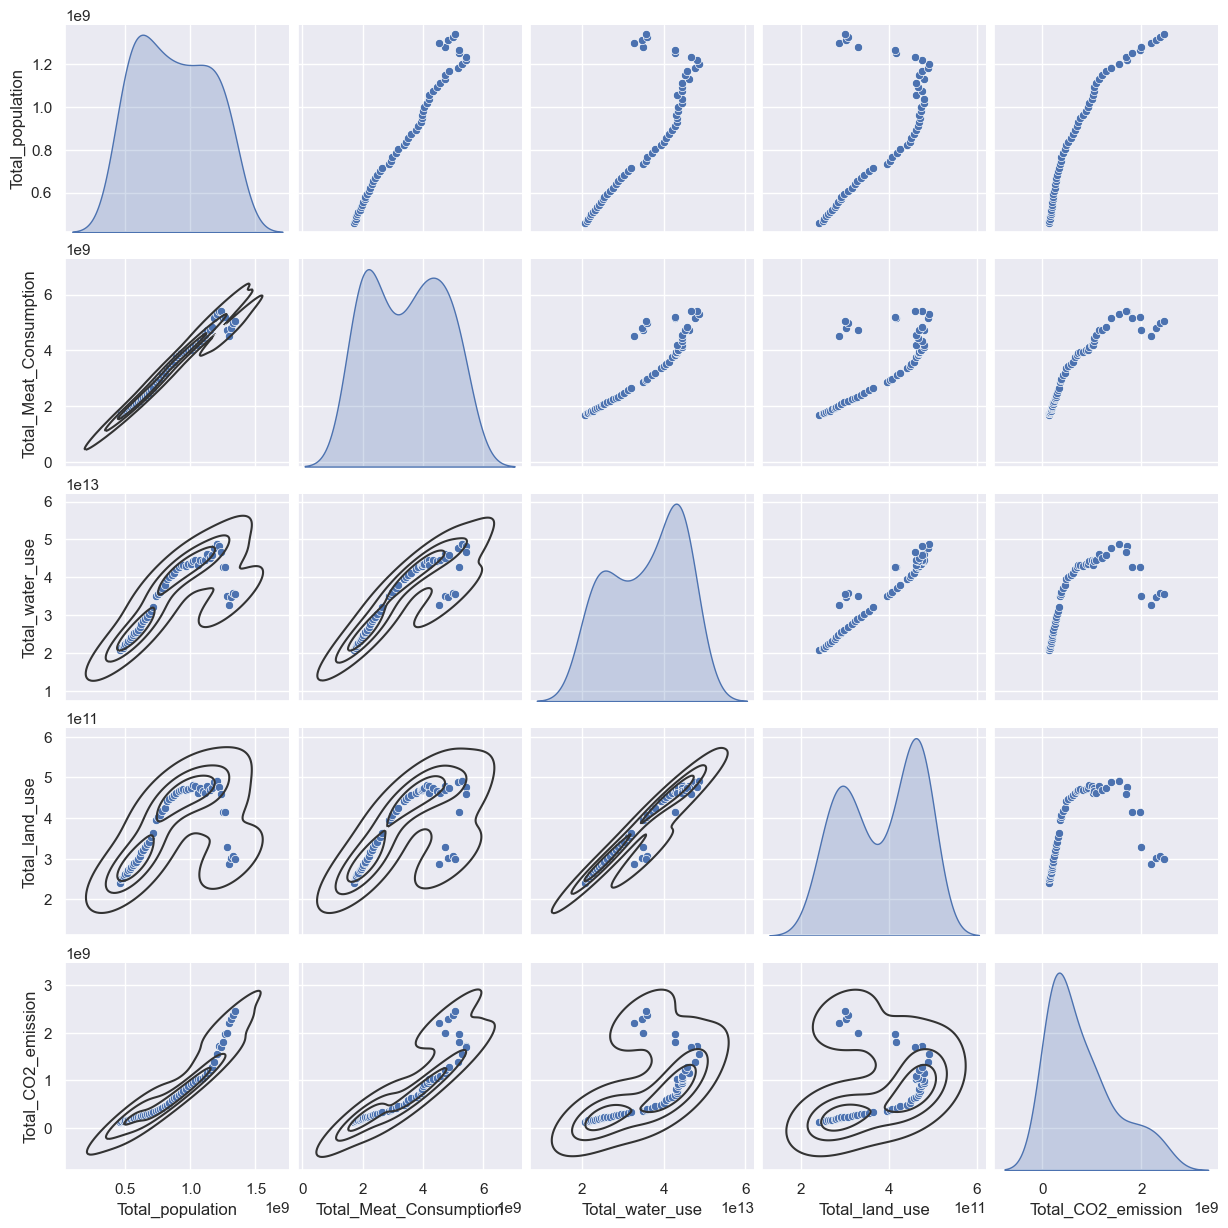 1e9
Total_population
1.2
1.0
0.8
0.6
1e9
Total_Meat_Consumption
6
4
2
0
1e13
Total_water_use
6
5
4
3
2
1
1e11
Total_land_use
6
5
4
3
2
1e9
Total_CO2_emission
3
2
1
0
0.5 1.0 1.5 0 2 4 6 2 4 6 2 4 6 0 2
Total_population 1e9 Total_Meat_Consumption 1e9 Total_water_use 1e13 Total_land_use 1e11 Total_CO2_emission 1e9